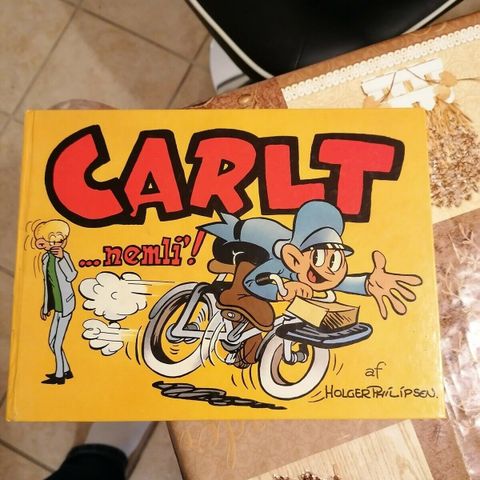 CARLT
...nemli'!
af
HOLGER PHILIPSEN.